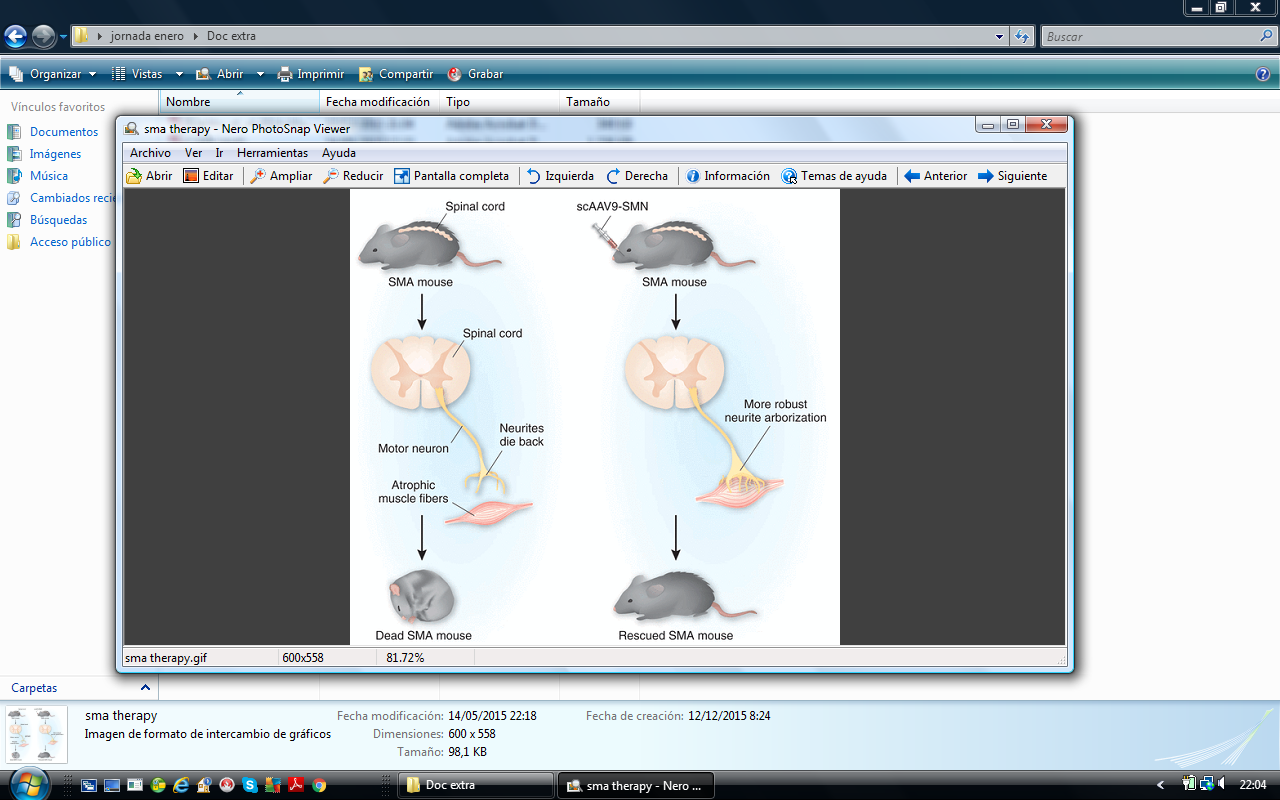 jornada enero
Doc extra
Buscar
Organizar
Vistas
Abrir
Imprimir
Compartir
Grabar
Vínculos favoritos
Nombre
Fecha modificación
Tipo
Tamaño
Documentos
Imágenes
Música
Cambiados recie
Búsquedas
Acceso público
sma therapy - Nero PhotoSnap Viewer
Archivo Ver Ir Herramientas Ayuda
Abrir Editar Ampliar Reducir Pantalla completa Izquierda Derecha Información Temas de ayuda Anterior Siguiente
Spinal cord
SMA mouse
Spinal cord
Motor neuron
Neurites
die back
Atrophic
muscle fibers
Dead SMA mouse
scAAV9-SMN
SMA mouse
More robust
neurite arborization
Rescued SMA mouse
sma therapy.gif 600x558 81.72%
Carpetas
sma therapy
Imagen de formato de intercambio de gráficos
Fecha modificación: 14/05/2015 22:18
Dimensiones: 600 x 558
Tamaño: 98,1 KB
Fecha de creación: 12/12/2015 8:24
Doc extra
sma therapy - Nero ...
22:04